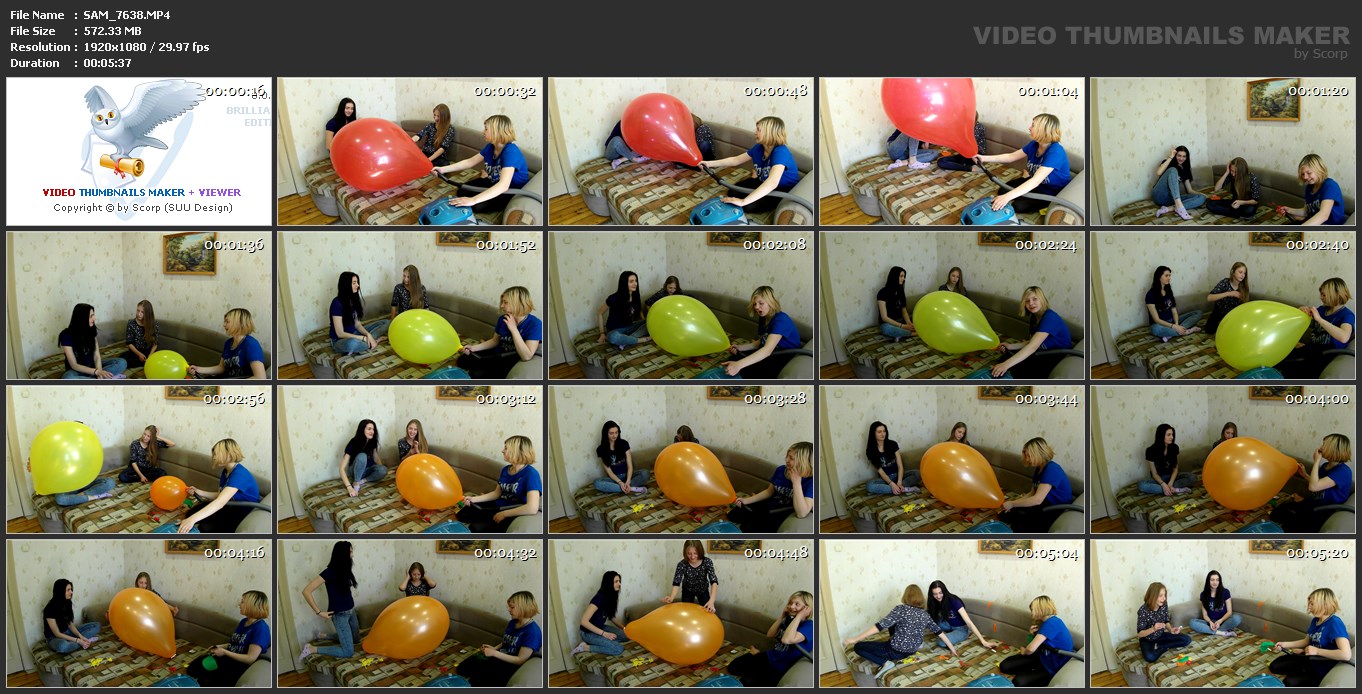 File Name : SAM_7638.MP4
File Size : 572.33 MB
Resolution : 1920x1080 / 29.97 fps
Duration : 00:05:37
VIDEO THUMBNAILS MAKER
by Scorp
00:00:16
BRILLIA
EDIT
VIDEO THUMBNAILS MAKER + VIEWER
Copyright © by Scorp (SUU Design)
00:00:32
00:00:48
00:01:04
00:01:20
00:01:36
00:01:52
00:02:08
00:02:24
00:02:40
00:02:56
00:03:12
00:03:28
00:03:44
00:04:00
00:04:16
00:04:32
00:04:48
00:05:04
00:05:20